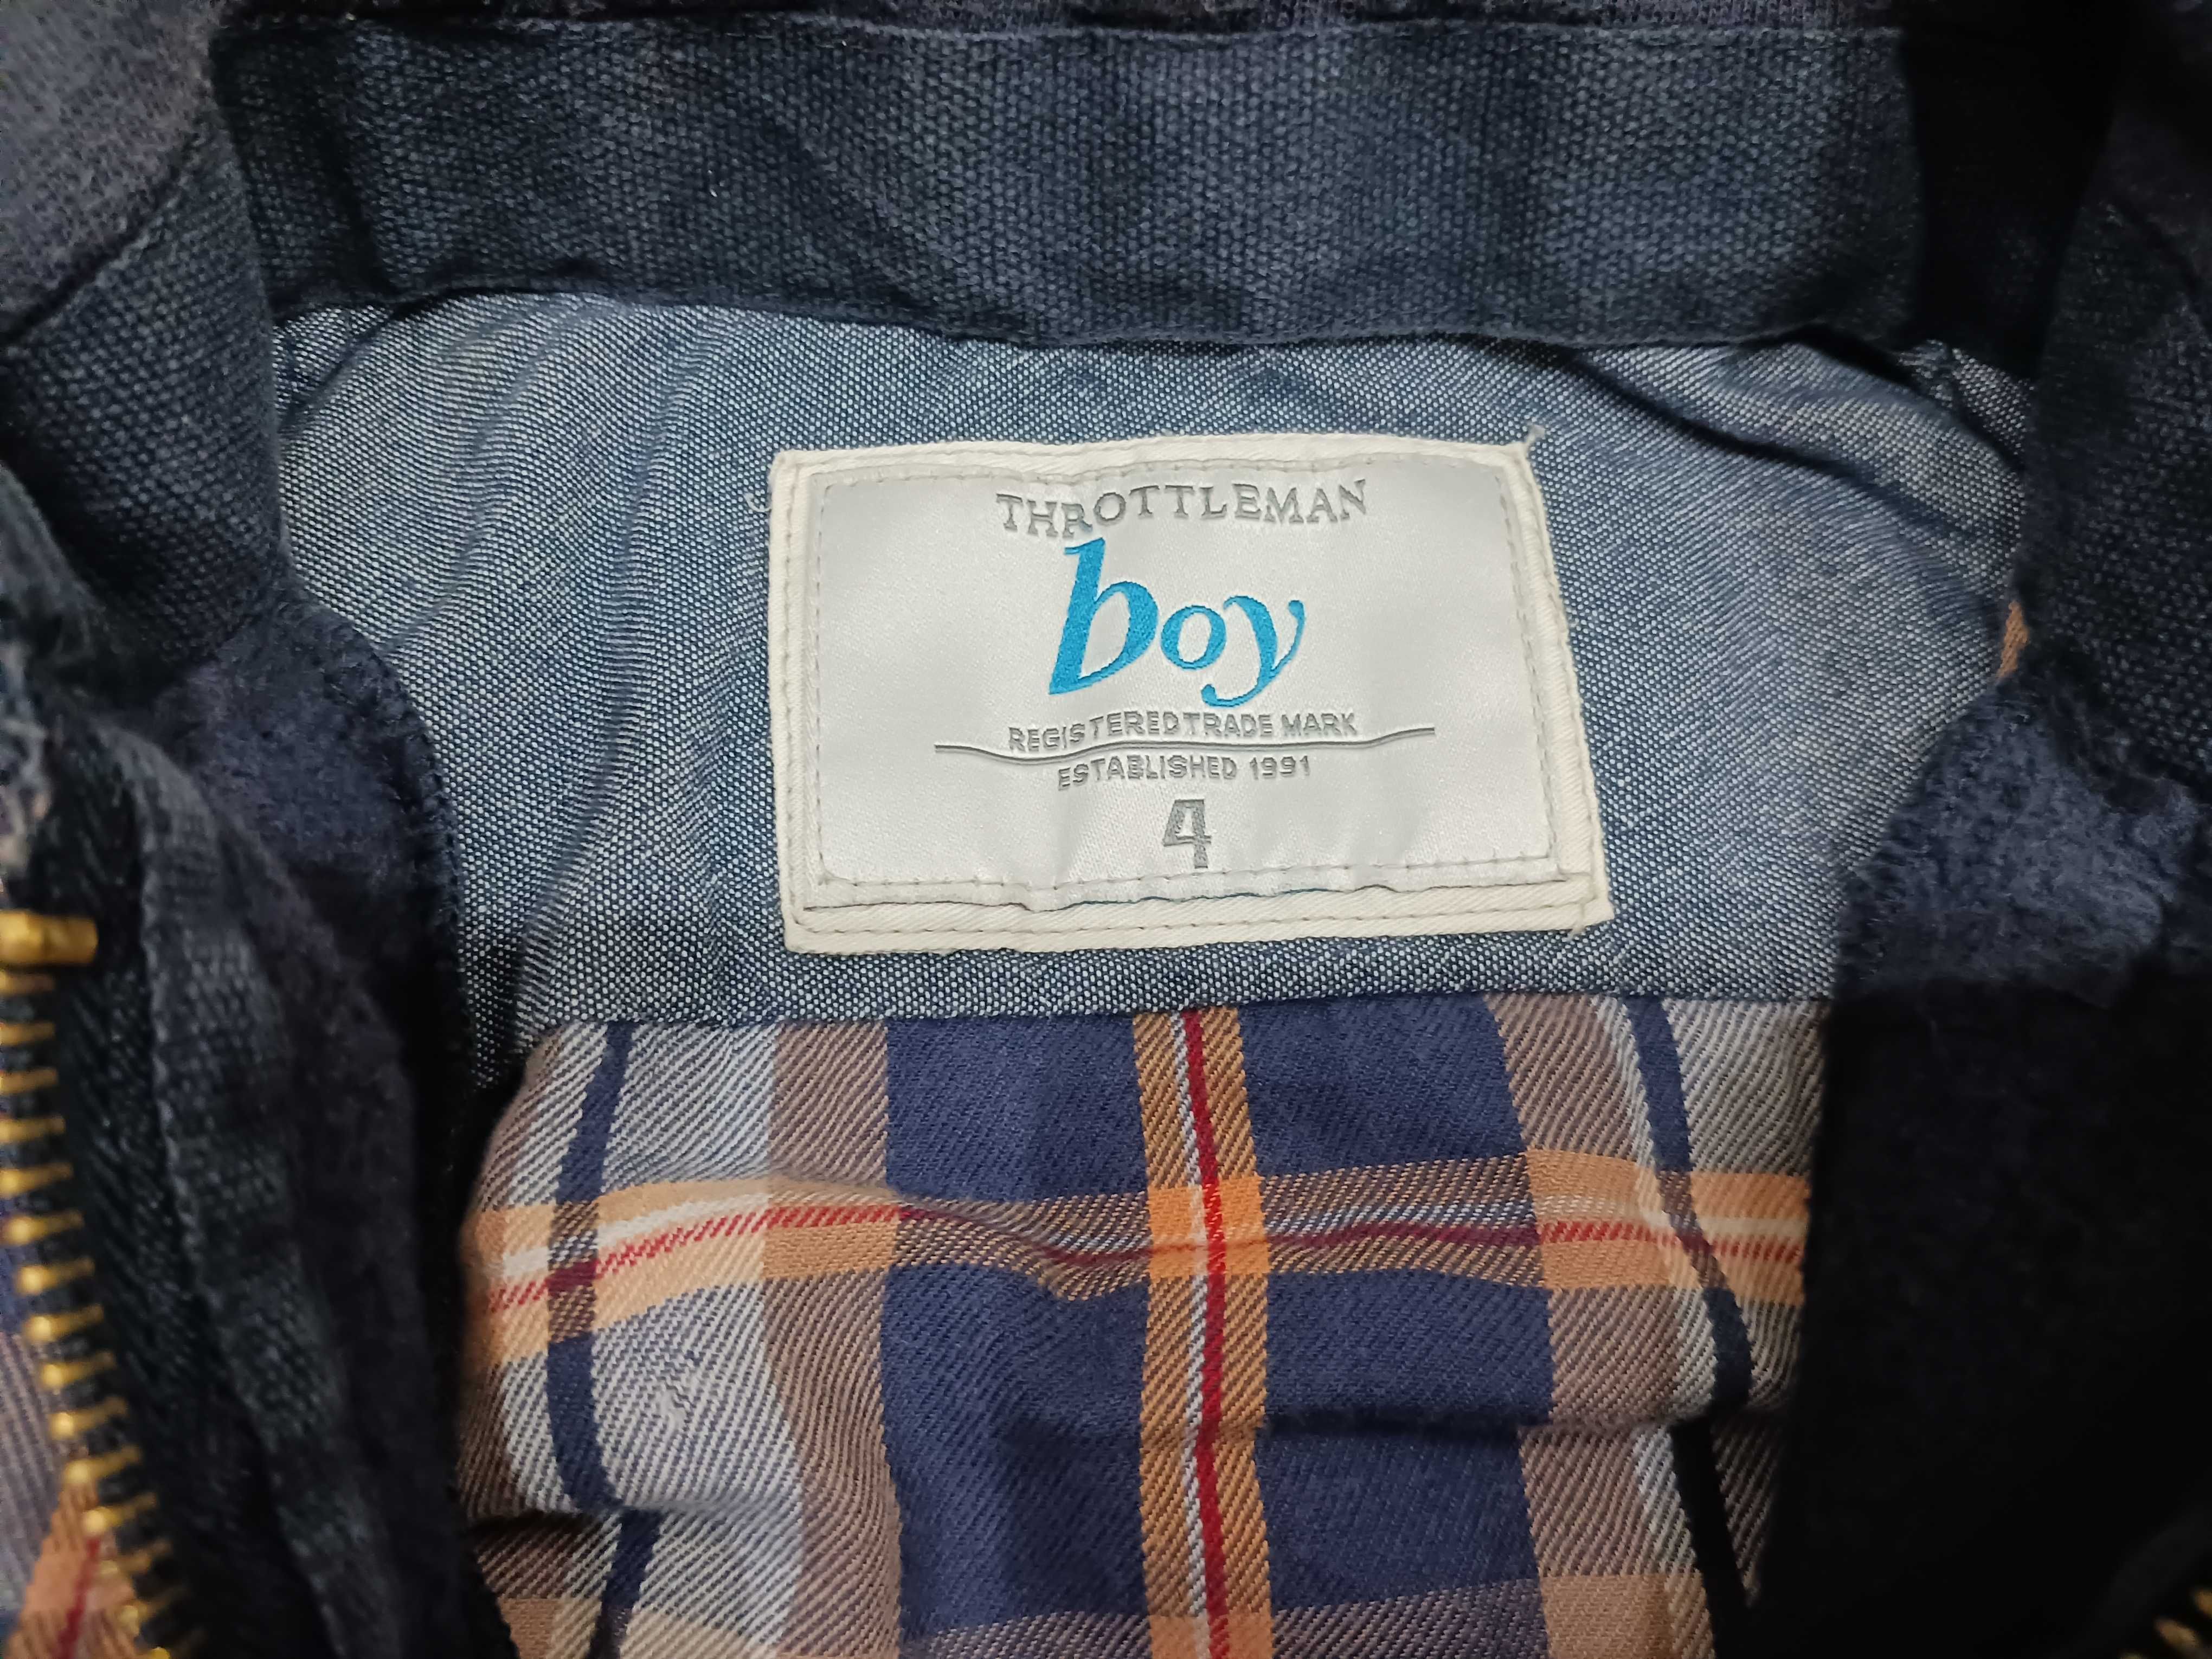 THROTTLEMAN
boy
REGISTERED TRADE MARK
ESTABLISHED 1991
4